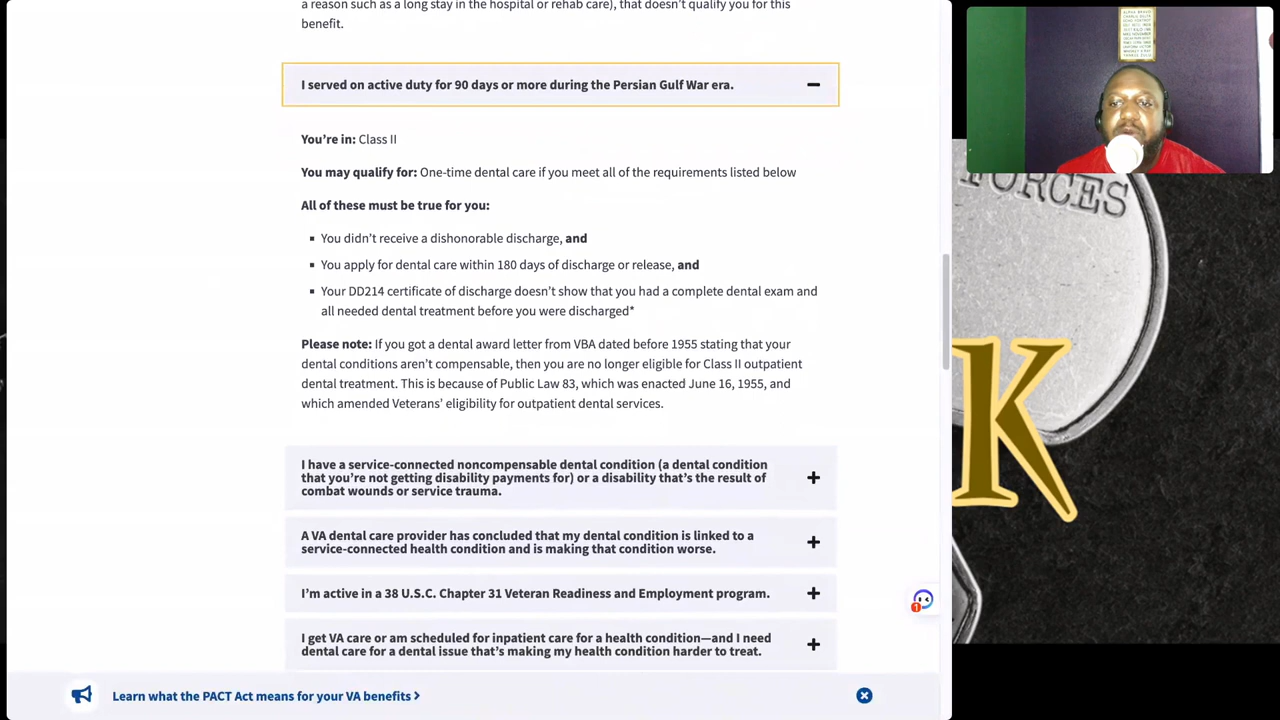 a reason such as a long stay in the hospital or rehab care), that doesn't qualify you for this
benefit.
I served on active duty for 90 days or more during the Persian Gulf War era.
You're in: Class II
You may qualify for: One-time dental care if you meet all of the requirements listed below
All of these must be true for you:
▪ You didn't receive a dishonorable discharge, and
▪ You apply for dental care within 180 days of discharge or release, and
▪ Your DD214 certificate of discharge doesn't show that you had a complete dental exam and
all needed dental treatment before you were discharged*
Please note: If you got a dental award letter from VBA dated before 1955 stating that your
dental conditions aren't compensable, then you are no longer eligible for Class II outpatient
dental treatment. This is because of Public Law 83, which was enacted June 16, 1955, and
which amended Veterans' eligibility for outpatient dental services.
I have a service-connected noncompensable dental condition (a dental condition
that you're not getting disability payments for) or a disability that's the result of
combat wounds or service trauma.
A VA dental care provider has concluded that my dental condition is linked to a
service-connected health condition and is making that condition worse.
I'm active in a 38 U.S.C. Chapter 31 Veteran Readiness and Employment program.
I get VA care or am scheduled for inpatient care for a health condition—and I need
dental care for a dental issue that's making my health condition harder to treat.
Learn what the PACT Act means for your VA benefits >
1
FORCES
K